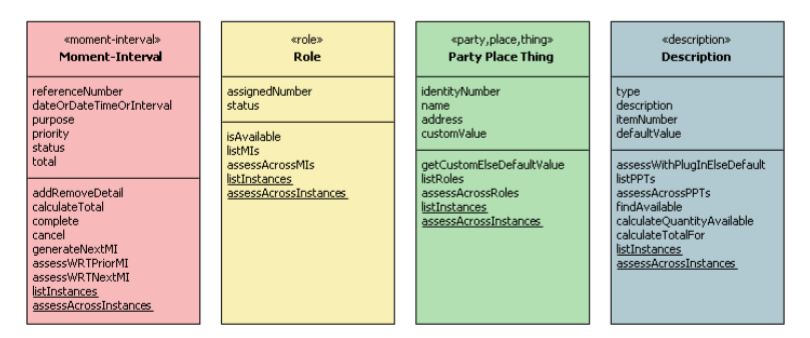 «moment-interval»
Moment-Interval
referenceNumber
dateOrDateTimeOrInterval
purpose
priority
status
total
addRemoveDetail
calculateTotal
complete
cancel
generateNextMI
assessWRTPriorMI
assessWRTNextMI
listInstances
assessAcrossInstances
«role»
Role
assignedNumber
status
isAvailable
listMIs
assessAcrossMIs
listInstances
assessAcrossInstances
«party,place,thing»
Party Place Thing
identityNumber
name
address
customValue
getCustomElseDefaultValue
listRoles
assessAcrossRoles
listInstances
assessAcrossInstances
«description»
Description
type
description
itemNumber
defaultValue
assessWithPlugInElseDefault
listPPTs
assessAcrossPPTs
findAvailable
calculateQuantityAvailable
calculateTotalFor
listInstances
assessAcrossInstances